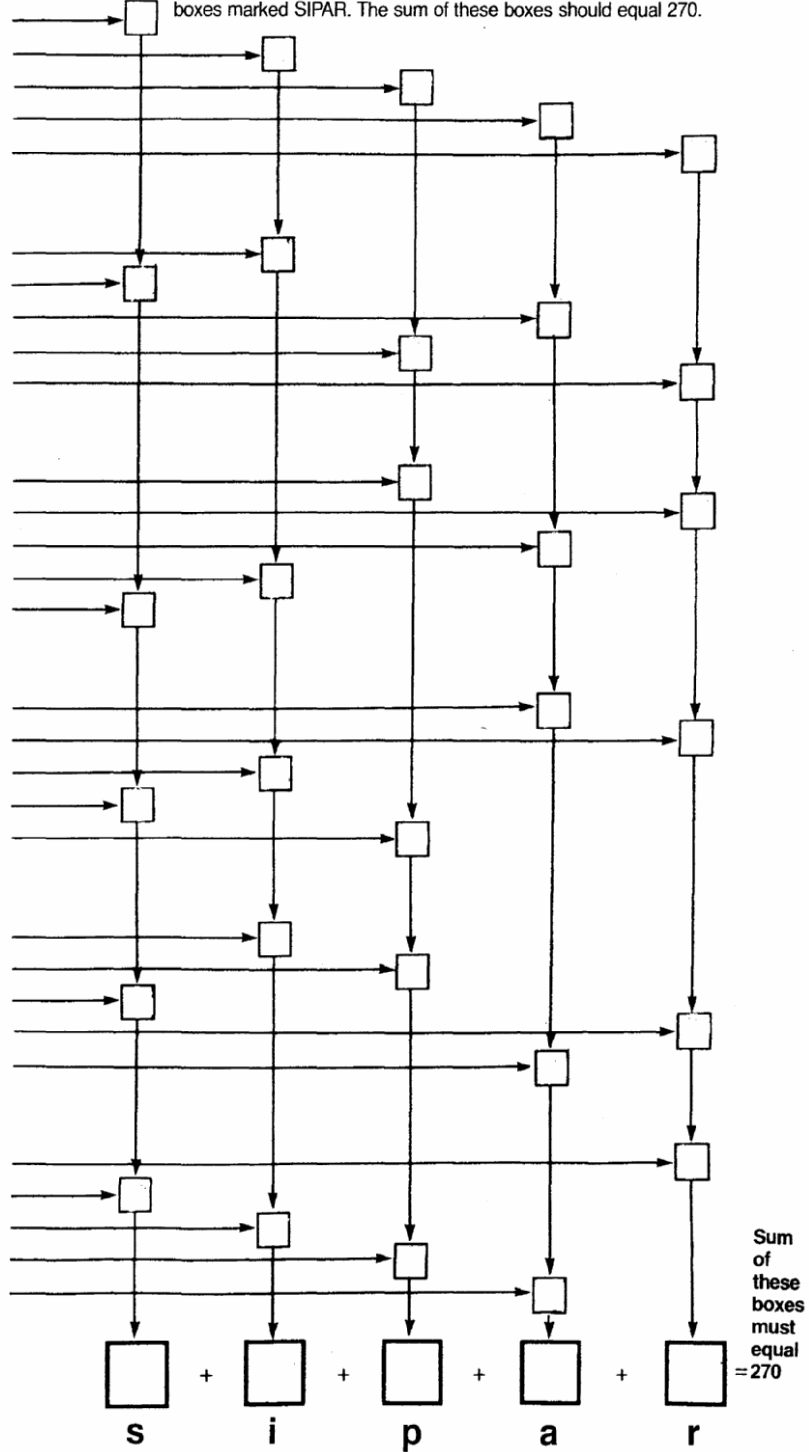 boxes marked SIPAR. The sum of these boxes should equal 270.
Sum
of
these
boxes
must
equal
+ + + + =270
s i p a r